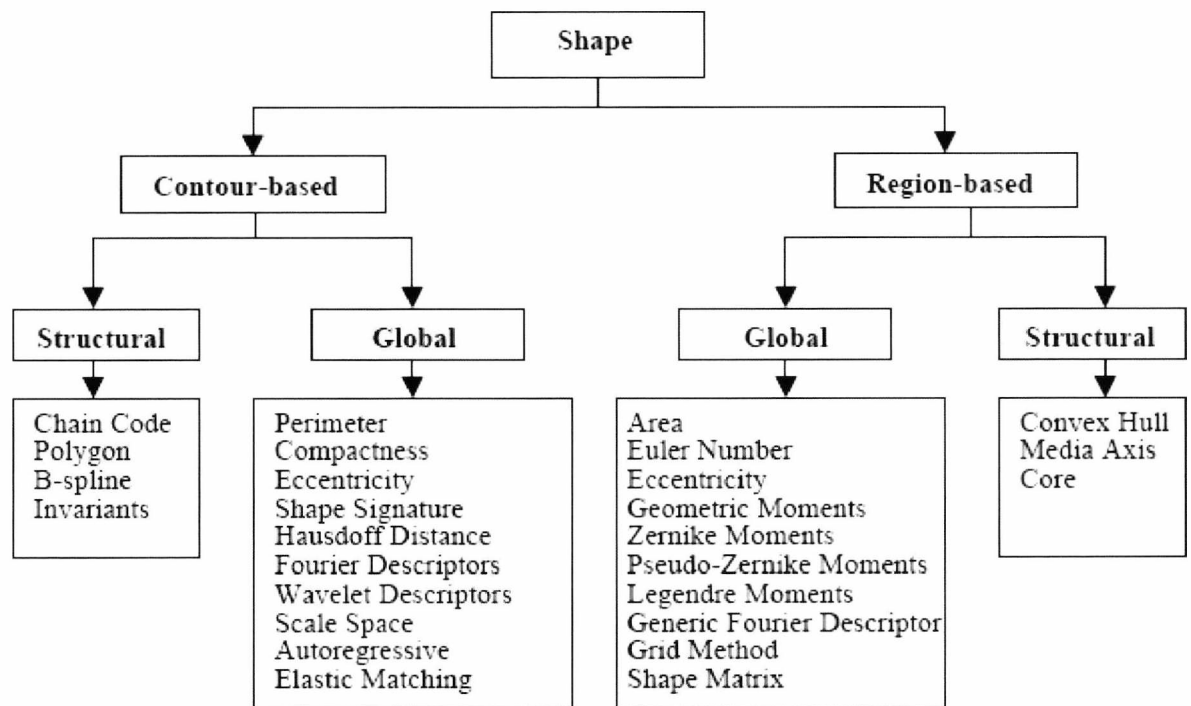 Shape
Contour-based
Region-based
Structural
Global
Global
Structural
Chain Code
Polygon
B-spline
Invariants
Perimeter
Compactness
Eccentricity
Shape Signature
Hausdoff Distance
Fourier Descriptors
Wavelet Descriptors
Scale Space
Autoregressive
Elastic Matching
Area
Euler Number
Eccentricity
Geometric Moments
Zernike Moments
Pseudo-Zernike Moments
Legendre Moments
Generic Fourier Descriptor
Grid Method
Shape Matrix
Convex Hull
Media Axis
Core